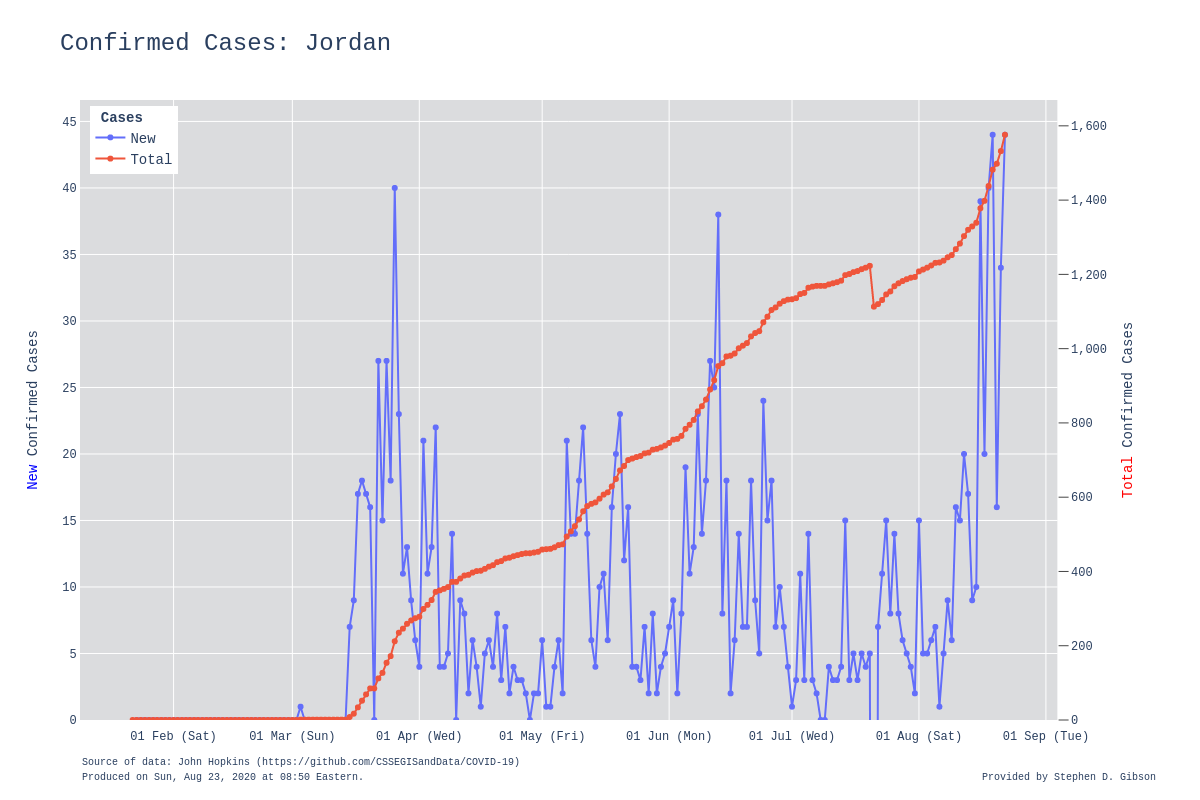 Confirmed Cases: Jordan
Cases
New
Total
45
40
35
30
25
20
15
10
5
0
New Confirmed Cases
1,600
1,400
1,200
1,000
800
600
400
200
0
Total Confirmed Cases
01 Feb (Sat) 01 Mar (Sun) 01 Apr (Wed) 01 May (Fri) 01 Jun (Mon) 01 Jul (Wed) 01 Aug (Sat) 01 Sep (Tue)
Source of data: John Hopkins (https://github.com/CSSEGISandData/COVID-19)
Produced on Sun, Aug 23, 2020 at 08:50 Eastern.
Provided by Stephen D. Gibson